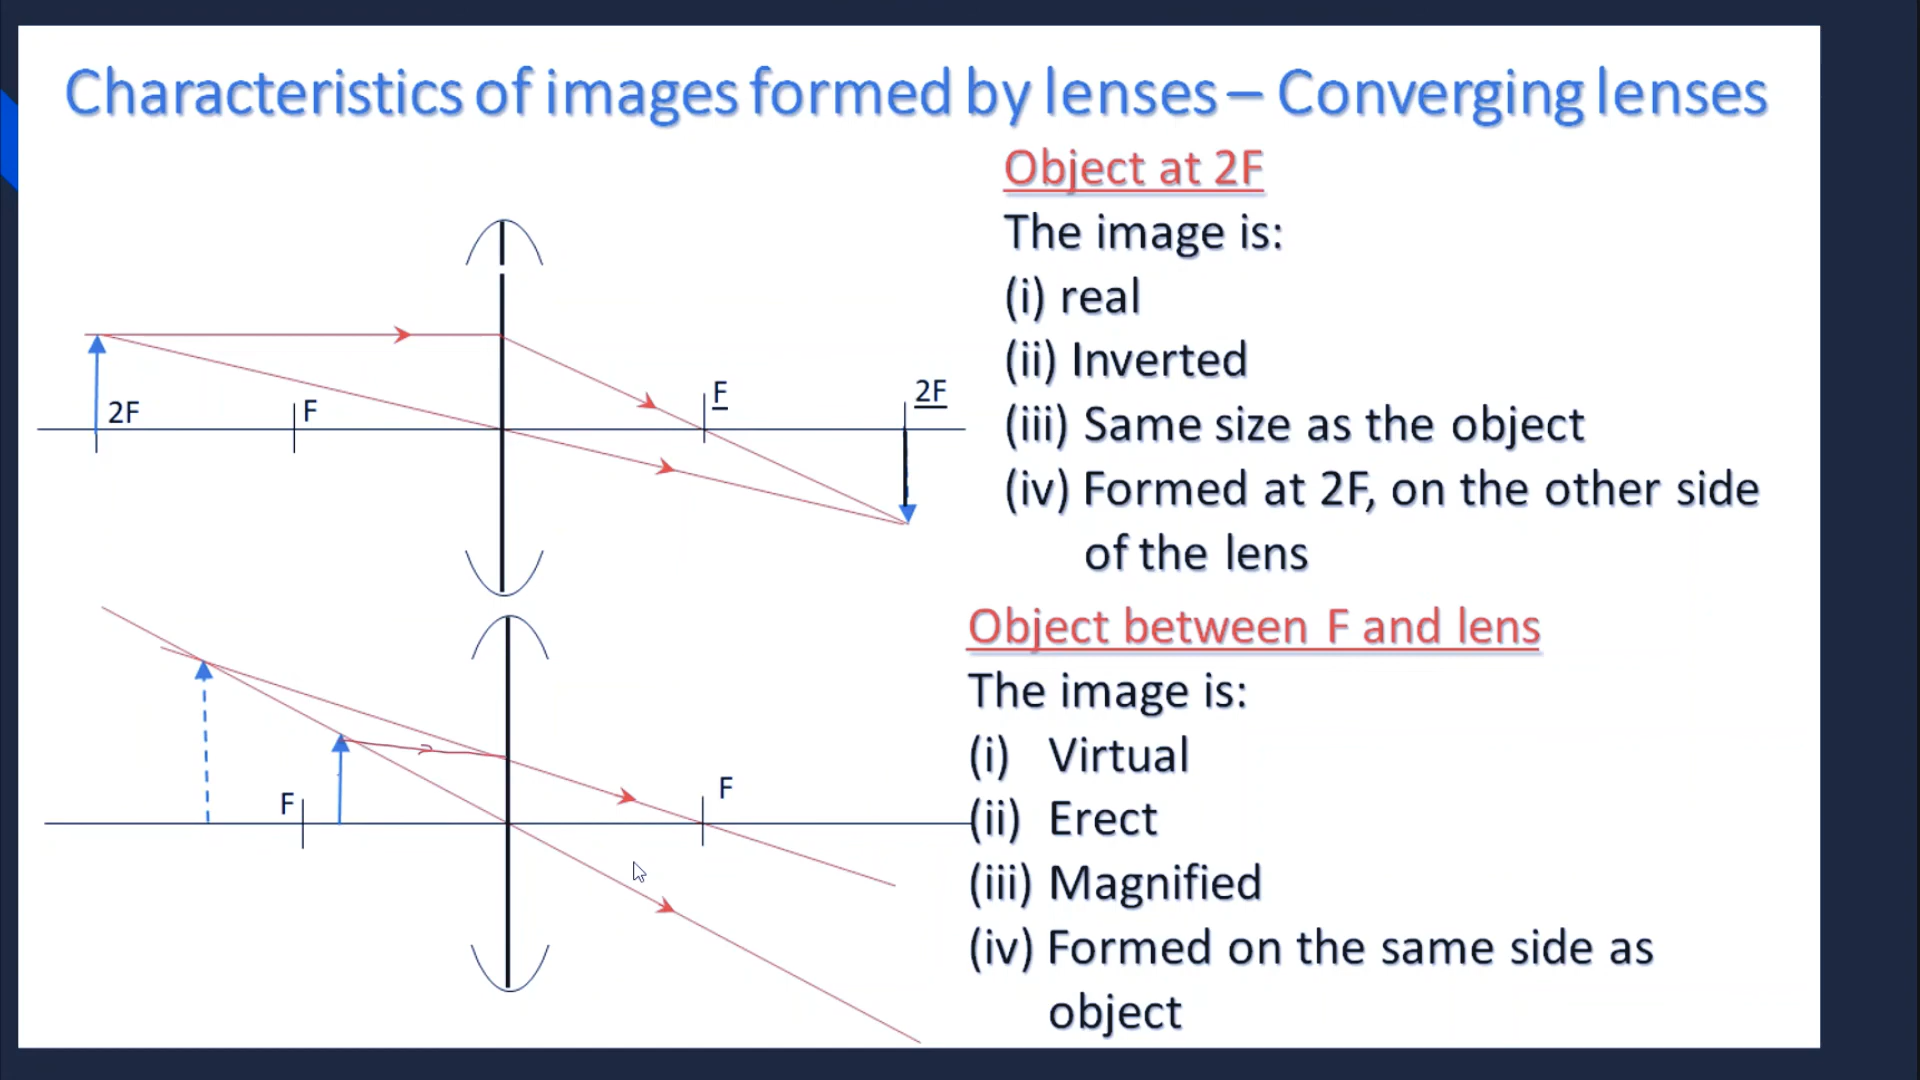 Characteristics of images formed by lenses – Converging lenses
Object at 2F
The image is:
(i) real
(ii) Inverted
(iii) Same size as the object
(iv) Formed at 2F, on the other side
of the lens
2F
F
F
2F
Object between F and lens
The image is:
(i) Virtual
(ii) Erect
(iii) Magnified
(iv) Formed on the same side as
object
F
F